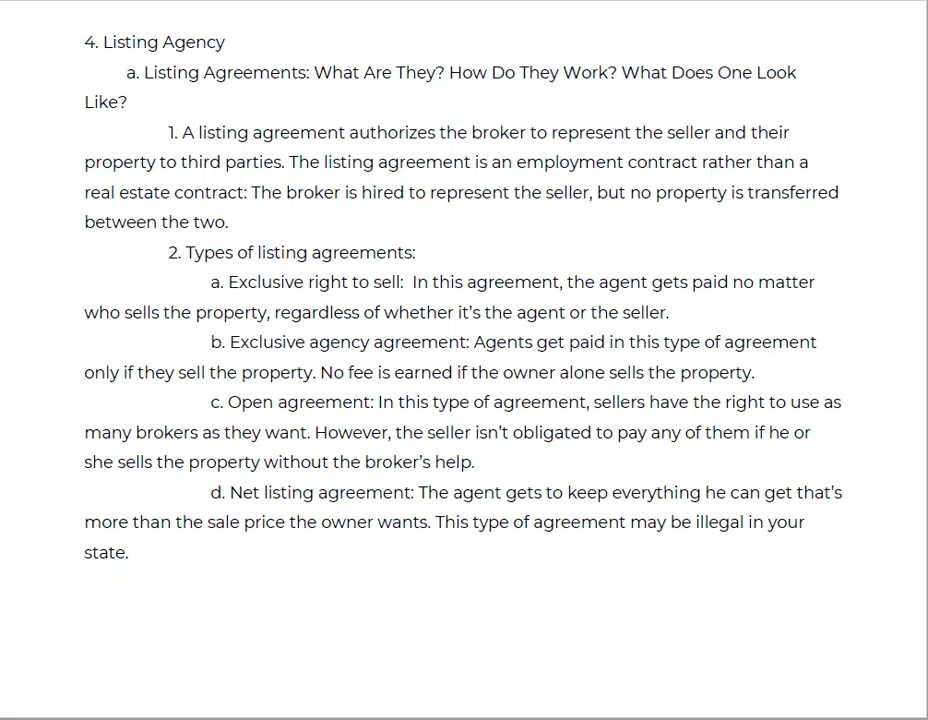 4. Listing Agency
a. Listing Agreements: What Are They? How Do They Work? What Does One Look
Like?
1. A listing agreement authorizes the broker to represent the seller and their
property to third parties. The listing agreement is an employment contract rather than a
real estate contract: The broker is hired to represent the seller, but no property is transferred
between the two.
2. Types of listing agreements:
a. Exclusive right to sell:  In this agreement, the agent gets paid no matter
who sells the property, regardless of whether it’s the agent or the seller.
b. Exclusive agency agreement: Agents get paid in this type of agreement
only if they sell the property. No fee is earned if the owner alone sells the property.
c. Open agreement: In this type of agreement, sellers have the right to use as
many brokers as they want. However, the seller isn’t obligated to pay any of them if he or
she sells the property without the broker’s help.
d. Net listing agreement: The agent gets to keep everything he can get that’s
more than the sale price the owner wants. This type of agreement may be illegal in your
state.